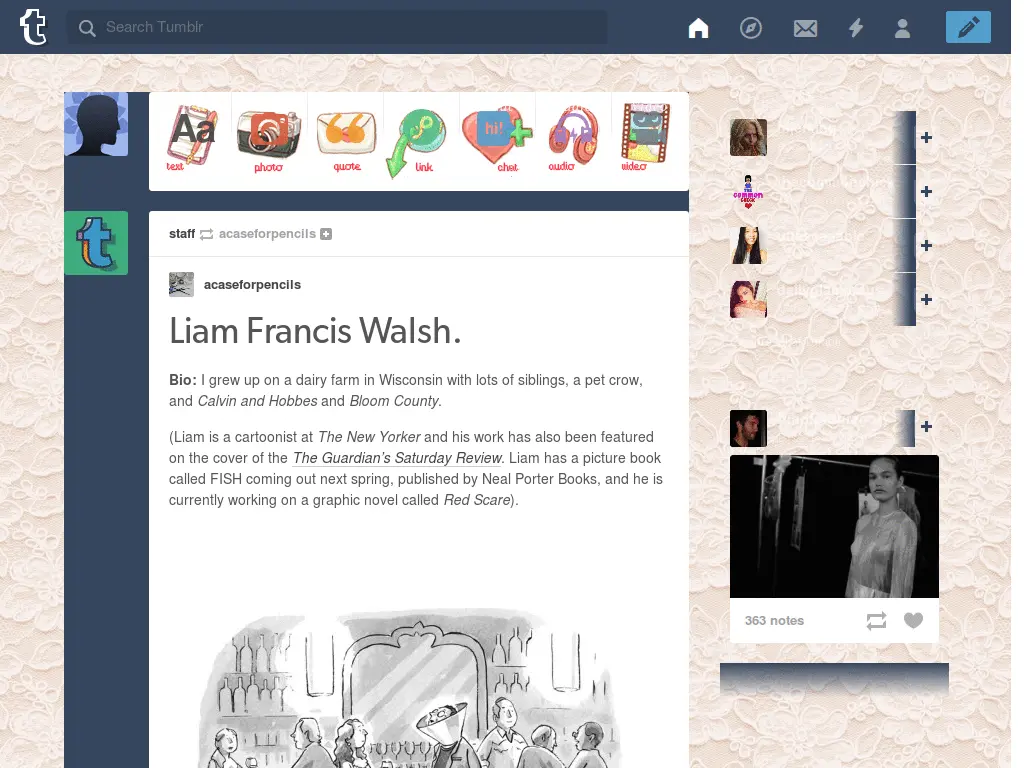 Search Tumblr
Aa
hi!
text
photo
quote
link
chat
audio
video
staff acaseforpencils
acaseforpencils
Liam Francis Walsh.
Bio: I grew up on a dairy farm in Wisconsin with lots of siblings, a pet crow,
and Calvin and Hobbes and Bloom County.
(Liam is a cartoonist at The New Yorker and his work has also been featured
on the cover of the The Guardian’s Saturday Review. Liam has a picture book
called FISH coming out next spring, published by Neal Porter Books, and he is
currently working on a graphic novel called Red Scare).
THE
COMMON
CHICK
363 notes